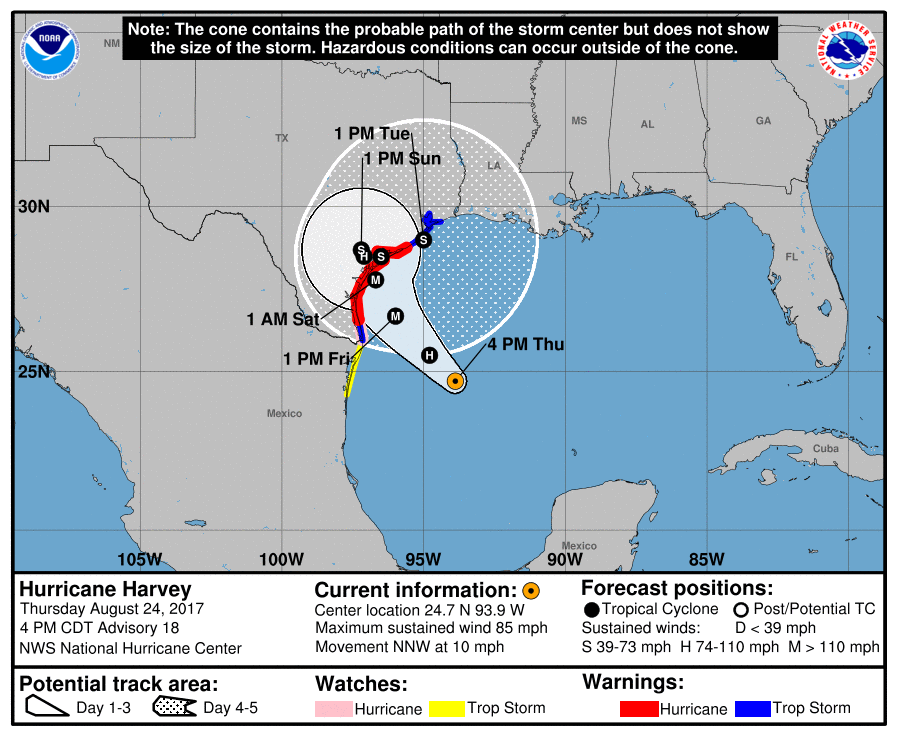 Note: The cone contains the probable path of the storm center but does not show
the size of the storm. Hazardous conditions can occur outside of the cone.
NOAA
NATIONAL WEATHER SERVICE
NM
TX
MS
AL
GA
LA
FL
1 PM Tue
1 PM Sun
30N
S
S
H
S
M
1 AM Sat
M
1 PM Fri
H
4 PM Thu
25N
Mexico
Cuba
Mexico
105W
100W
95W
90W
85W
Hurricane Harvey
Thursday August 24, 2017
4 PM CDT Advisory 18
NWS National Hurricane Center
Current information:
Center location 24.7 N 93.9 W
Maximum sustained wind 85 mph
Movement NNW at 10 mph
Forecast positions:
Tropical Cyclone Post/Potential TC
Sustained winds: D < 39 mph
S 39-73 mph H 74-110 mph M > 110 mph
Potential track area:
Day 1-3 Day 4-5
Watches:
Hurricane Trop Storm
Warnings:
Hurricane Trop Storm